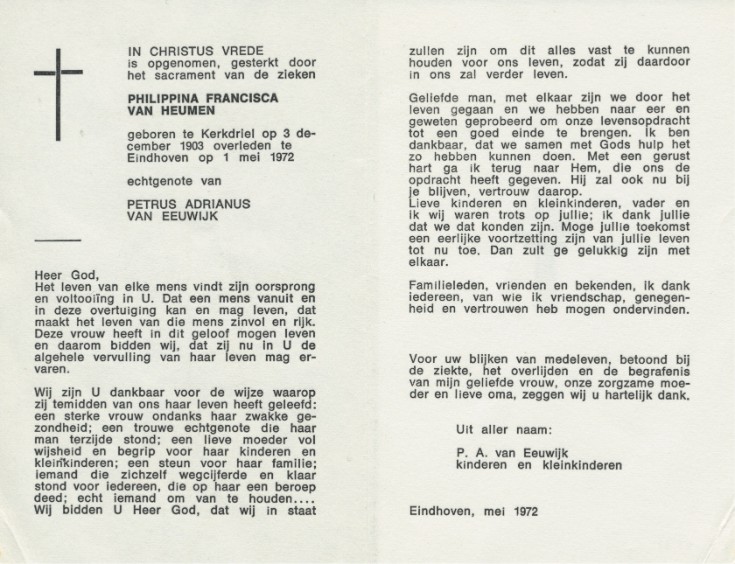 IN CHRISTUS VREDE
is opgenomen, gesterkt door
het sacrament van de zieken
PHILIPPINA FRANCISCA
VAN HEUMEN
geboren te Kerkdriel op 3 de-
cember 1903 overleden te
Eindhoven op 1 mei 1972
echtgenote van
PETRUS ADRIANUS
VAN EEUWIJK
Heer God,
Het leven van elke mens vindt zijn oorsprong
en voltooiing in U. Dat een mens vanuit en
in deze overtuiging kan en mag leven, dat
maakt het leven van die mens zinvol en rijk.
Deze vrouw heeft in dit geloof mogen leven
en daarom bidden wij, dat zij nu in U de
algehele vervulling van haar leven mag er-
varen.
Wij zijn U dankbaar voor de wijze waarop
zij temidden van ons haar leven heeft geleefd:
een sterke vrouw ondanks haar zwakke ge-
zondheid; een trouwe echtgenote die haar
man terzijde stond; een lieve moeder vol
wijsheid en begrip voor haar kinderen en
kleinkinderen; een steun voor haar familie;
iemand die zichzelf wegcijferde en klaar
stond voor iedereen, die op haar een beroep
deed; echt iemand om van te houden....
Wij bidden U Heer God, dat wij in staat
zullen zijn om dit alles vast te kunnen
houden voor ons leven, zodat zij daardoor
in ons zal verder leven.
Geliefde man, met elkaar zijn we door het
leven gegaan en we hebben naar eer en
geweten geprobeerd om onze levensopdracht
tot een goed einde te brengen. Ik ben
dankbaar, dat we samen met Gods hulp het
zo hebben kunnen doen. Met een gerust
hart ga ik terug naar Hem, die ons de
opdracht heeft gegeven. Hij zal ook nu bij
je blijven, vertrouw daarop.
Lieve kinderen en kleinkinderen, vader en
ik wij waren trots op jullie; ik dank jullie
dat we dat konden zijn. Moge jullie toekomst
een eerlijke voortzetting zijn van jullie leven
tot nu toe. Dan zult ge gelukkig zijn met
elkaar.
Familieleden, vrienden en bekenden, ik dank
iedereen, van wie ik vriendschap, genegen-
heid en vertrouwen heb mogen ondervinden.
Voor uw blijken van medeleven, betoond bij
de ziekte, het overlijden en de begrafenis
van mijn geliefde vrouw, onze zorgzame moe-
der en lieve oma, zeggen wij u hartelijk dank.
Uit aller naam:
P. A. van Eeuwijk
kinderen en kleinkinderen
Eindhoven, mei 1972